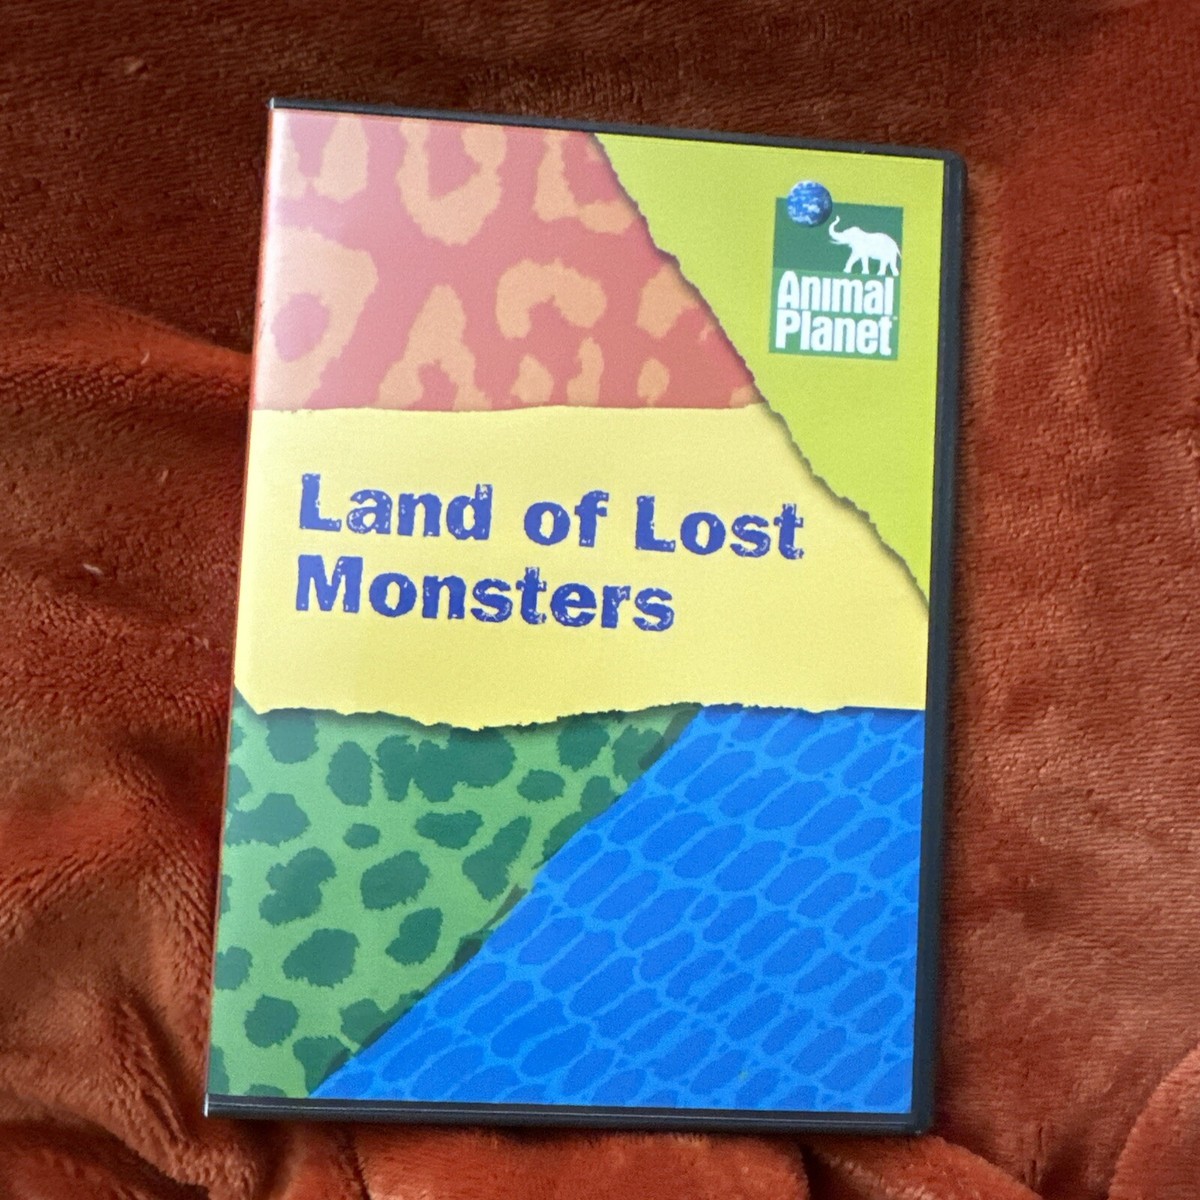 Animal
Planet
Land of Lost
Monsters